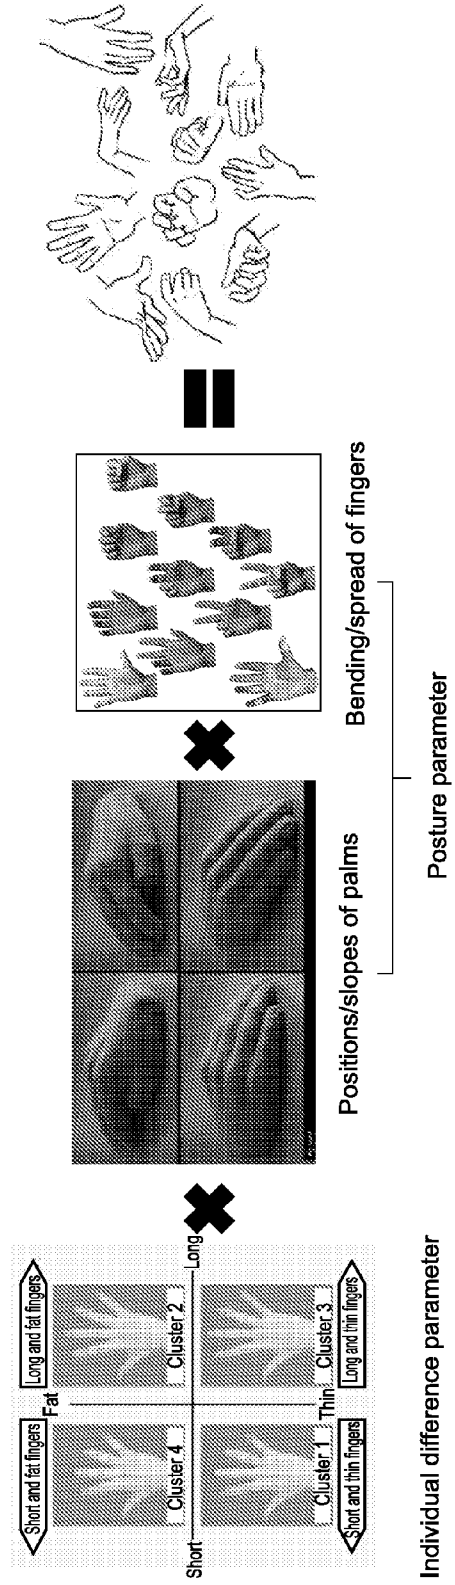 Short and fat fingers
Long and fat fingers
Fat
Cluster 4
Cluster 2
Short
Long
Cluster 1
Cluster 3
Thin
Short and thin fingers
Long and thin fingers
Individual difference parameter
Positions/slopes of palms
Bending/spread of fingers
Posture parameter